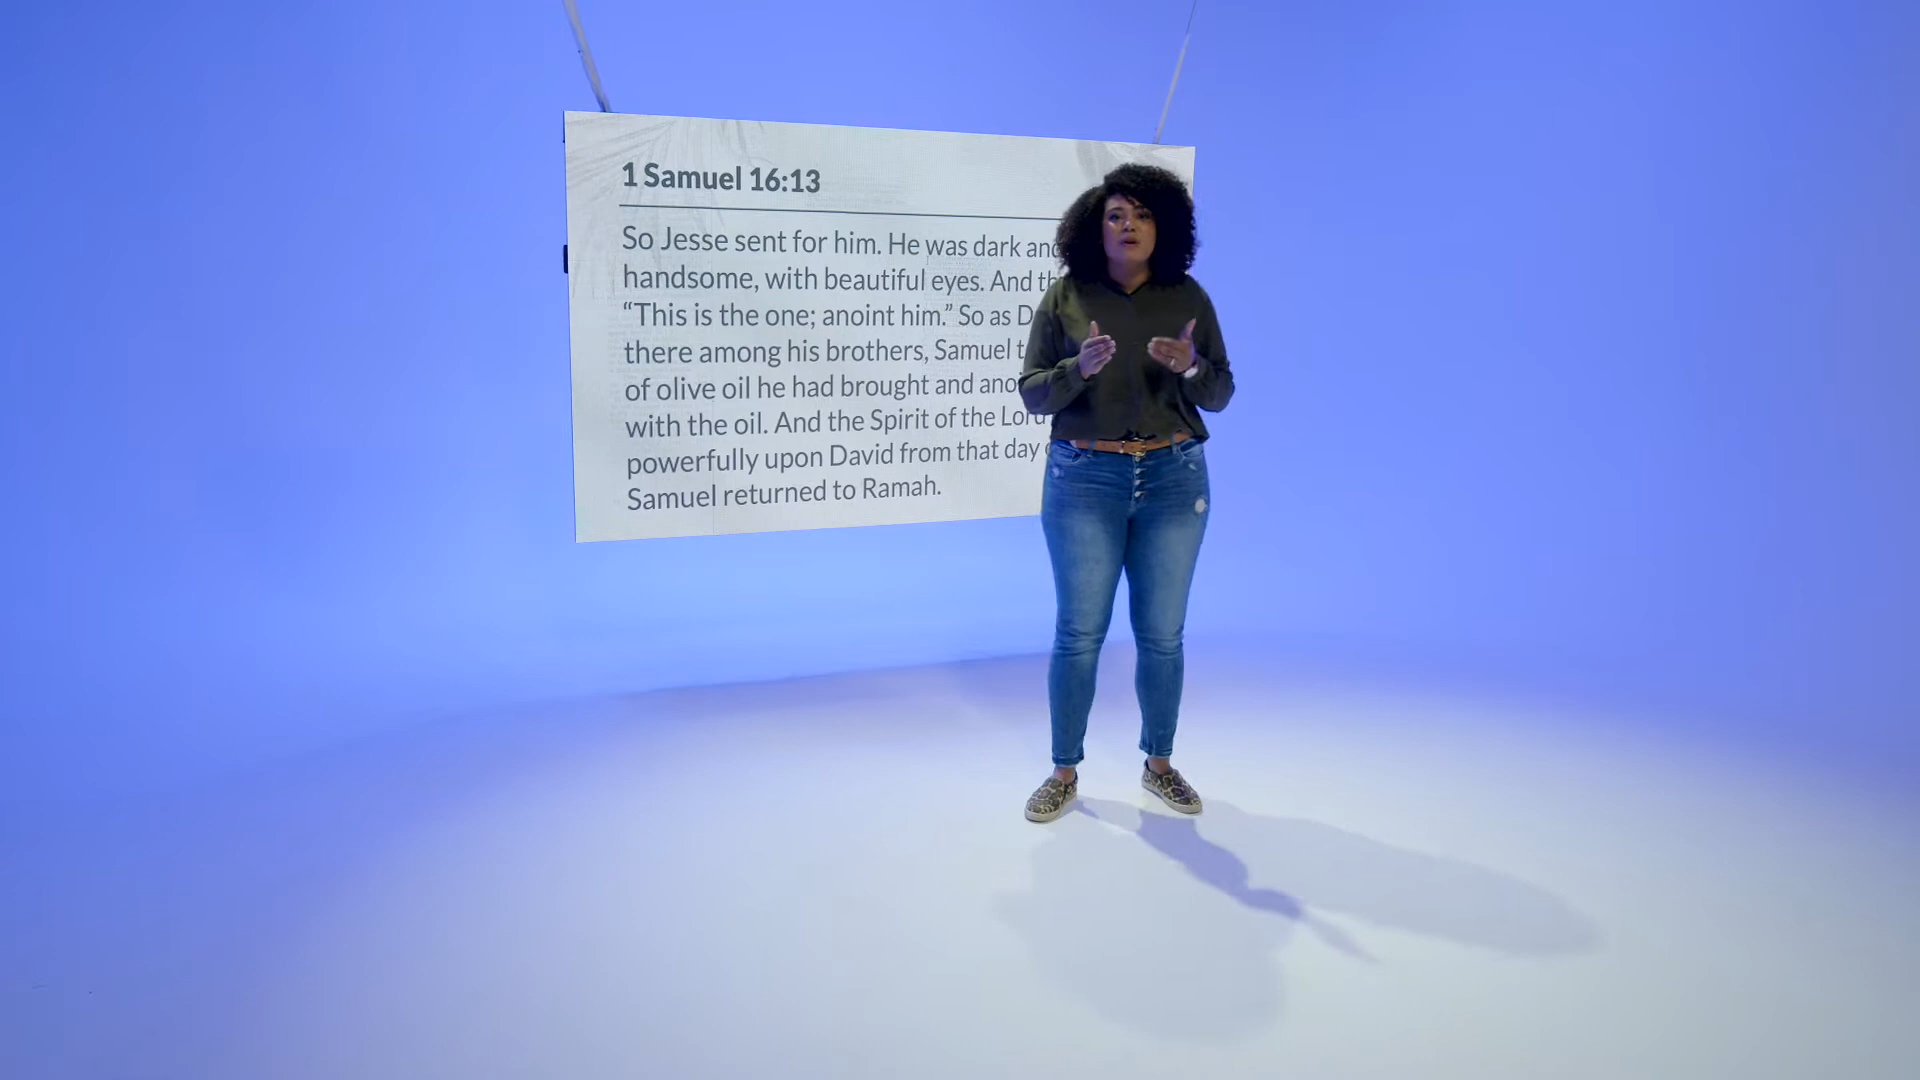 1 Samuel 16:13
So Jesse sent for him. He was dark and
handsome, with beautiful eyes. And
“This is the one; anoint him.” So as
there among his brothers, Samuel
of olive oil he had brought and
with the oil. And the Spirit of the Lord
powerfully upon David from that day
Samuel returned to Ramah.